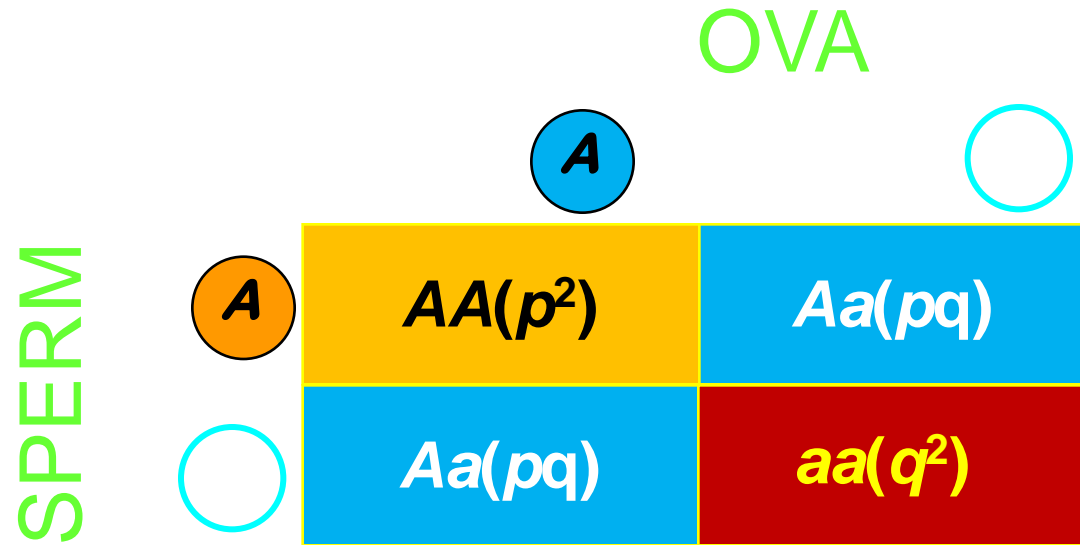 OVA
A
SPERM
A
AA(p²)
Aa(pq)
Aa(pq)
aa(q²)